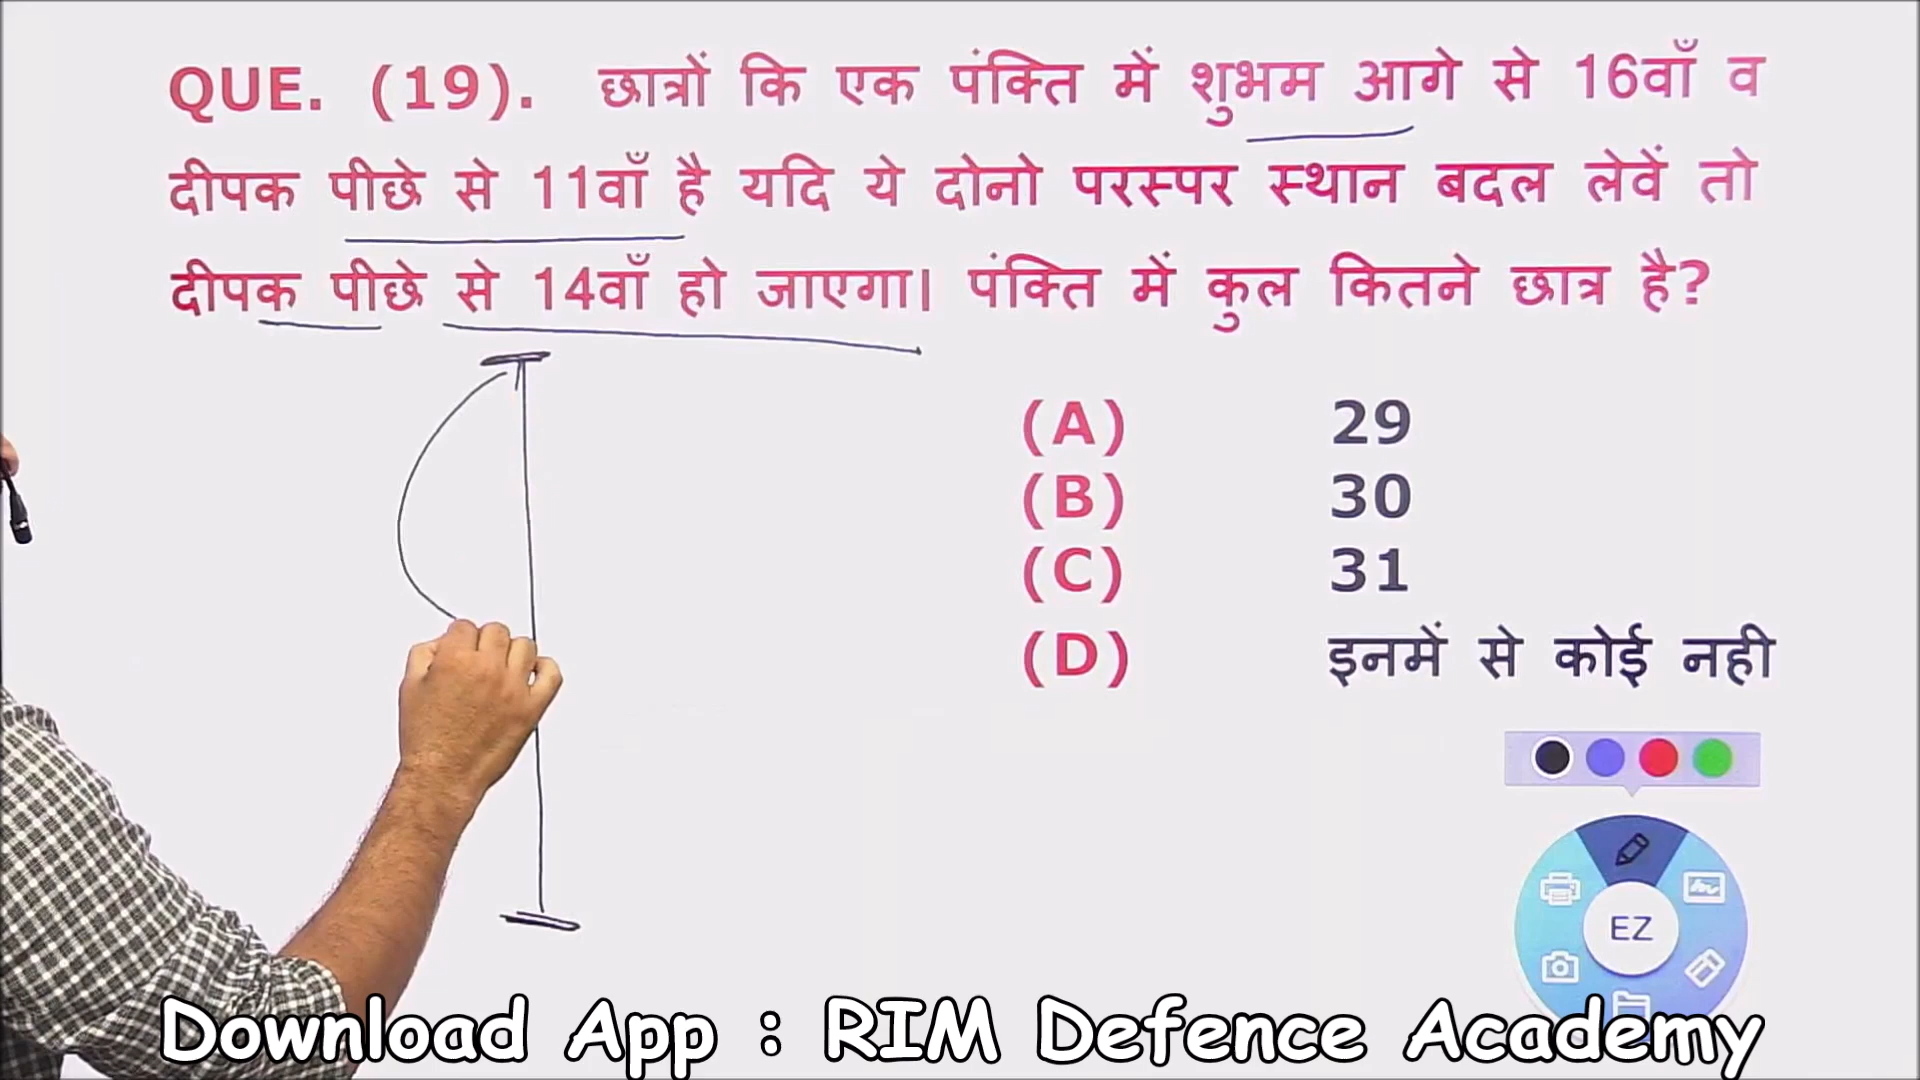 QUE. (19). छात्रों कि एक पंक्ति में शुभम आगे से 16वाँ व
दीपक पीछे से 11वाँ है यदि ये दोनो परस्पर स्थान बदल लेवें तो
दीपक पीछे से 14वाँ हो जाएगा। पंक्ति में कुल कितने छात्र है?
(A) 29
(B) 30
(C) 31
(D) इनमें से कोई नही
EZ
Download App : RIM Defence Academy